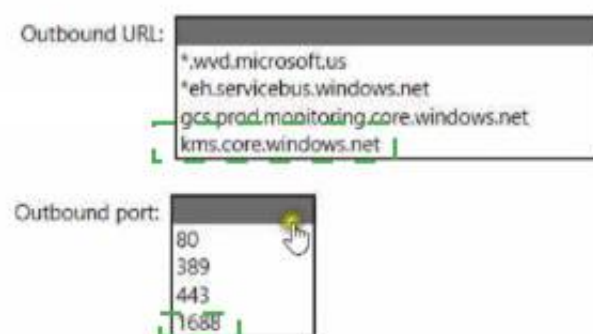 Outbound URL:
*.wvd.microsoft.us
*eh.servicebus.windows.net
gcs.prod.monitoring.core.windows.net
kms.core.windows.net
Outbound port:
80
389
443
1688